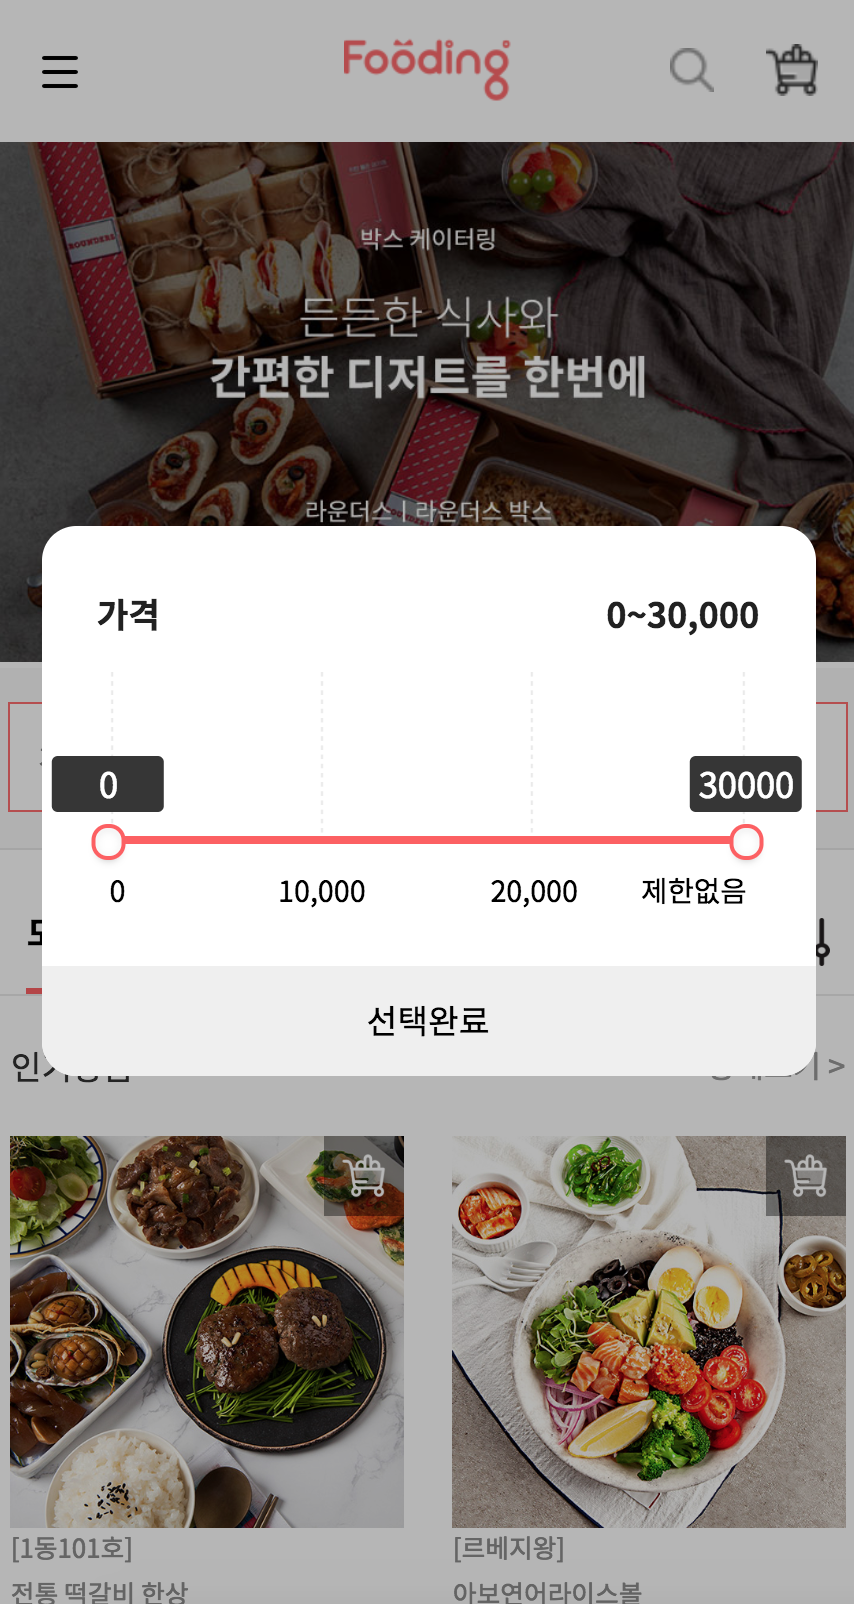 Fooding
BOUNDERS
박스 케이터링
든든한 식사와
간편한 디저트를 한번에
라운더스 | 라운더스 박스
가격
0~30,000
0
30000
0
10,000
20,000
제한없음
선택완료
>
[1동101호]
[르베지왕]
전통 떡갈비 한상
아보연어라이스볼